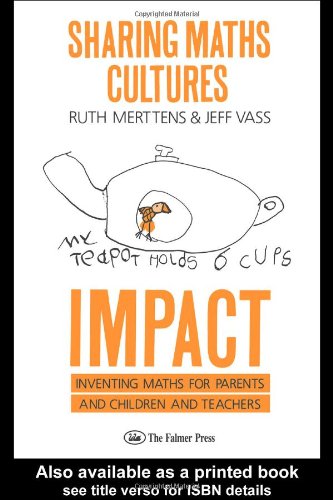 SHARING MATHS
CULTURES
RUTH MERTTENS & JEFF VASS
my
TEAPOT HOLDS 6 CUPS
IMPACT
INVENTING MATHS FOR PARENTS
AND CHILDREN AND TEACHERS
The Falmer Press
Also available as a printed book
see title verso for ISBN details